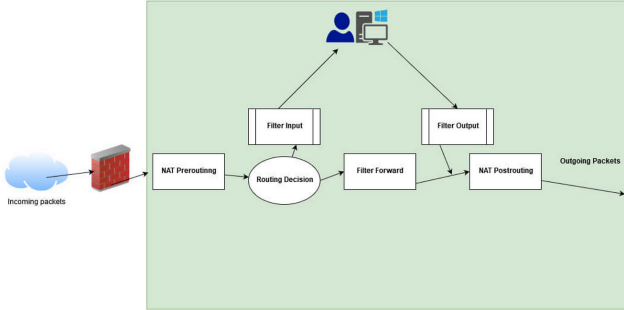 Filter Input
Filter Output
NAT Preroutinng
Routing Decision
Filter Forward
NAT Postrouting
Outgoing Packets
Incoming packets